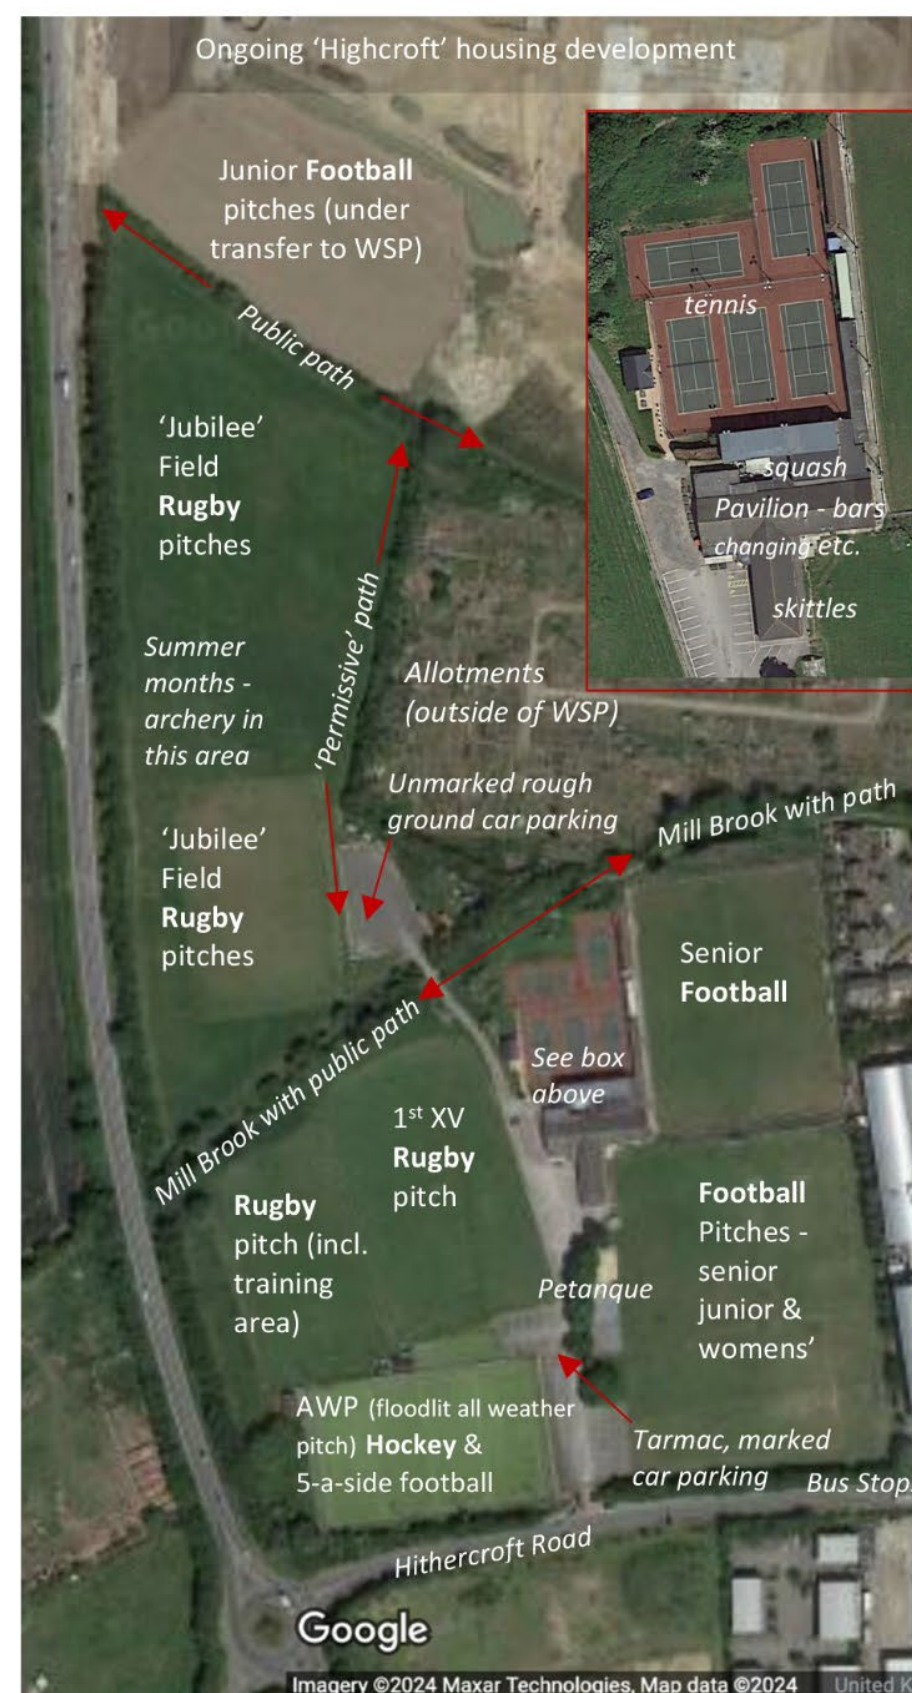 Ongoing ‘Highcroft’ housing development
Junior Football
pitches (under
transfer to WSP)
Public path
tennis
squash
Pavilion - bars
changing etc.
skittles
‘Jubilee’
Field
Rugby
pitches
Summer
months -
archery in
this area
‘Permissive’ path
Allotments
(outside of WSP)
Unmarked rough
ground car parking
Mill Brook with path
‘Jubilee’
Field
Rugby
pitches
Senior
Football
Mill Brook with public path
See box
above
1st XV
Rugby
pitch
Rugby
pitch (incl.
training
area)
Football
Pitches -
senior
junior &
womens’
Petanque
AWP (floodlit all weather
pitch) Hockey &
5-a-side football
Tarmac, marked
car parking
Bus Stop
Hithercroft Road
Google
Imagery ©2024 Maxar Technologies, Map data ©2024 United K